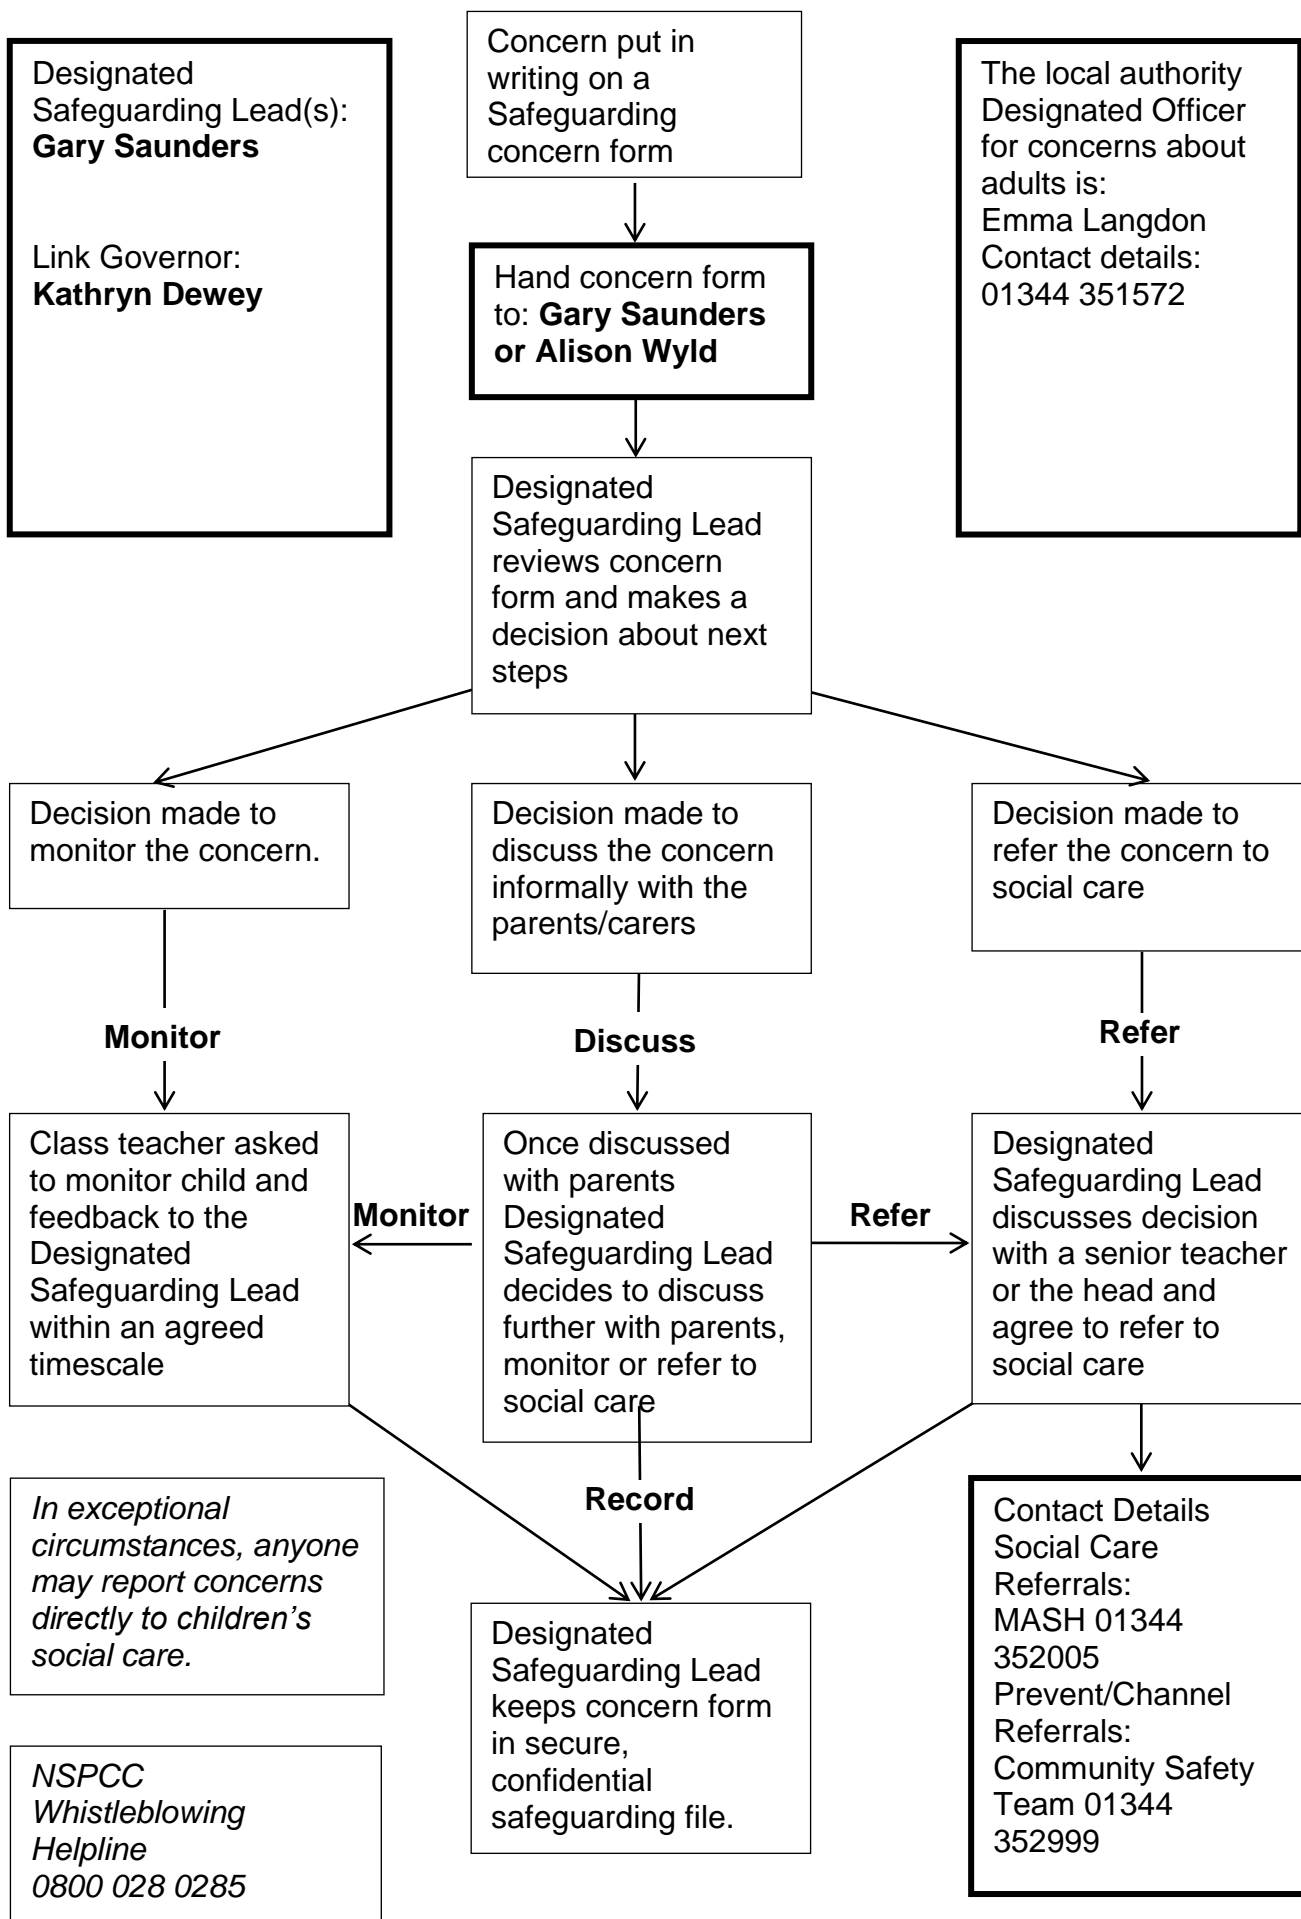 Designated
Safeguarding Lead(s):
Gary Saunders
Link Governor:
Kathryn Dewey
Concern put in
writing on a
Safeguarding
concern form
The local authority
Designated Officer
for concerns about
adults is:
Emma Langdon
Contact details:
01344 351572
Hand concern form
to: Gary Saunders
or Alison Wyld
Designated
Safeguarding Lead
reviews concern
form and makes a
decision about next
steps
Decision made to
monitor the concern.
Decision made to
discuss the concern
informally with the
parents/carers
Decision made to
refer the concern to
social care
Monitor
Discuss
Refer
Class teacher asked
to monitor child and
feedback to the
Designated
Safeguarding Lead
within an agreed
timescale
Monitor
Once discussed
with parents
Designated
Safeguarding Lead
decides to discuss
further with parents,
monitor or refer to
social care
Refer
Designated
Safeguarding Lead
discusses decision
with a senior teacher
or the head and
agree to refer to
social care
Record
In exceptional
circumstances, anyone
may report concerns
directly to children’s
social care.
Designated
Safeguarding Lead
keeps concern form
in secure,
confidential
safeguarding file.
Contact Details
Social Care
Referrals:
MASH 01344
352005
Prevent/Channel
Referrals:
Community Safety
Team 01344
352999
NSPCC
Whistleblowing
Helpline
0800 028 0285